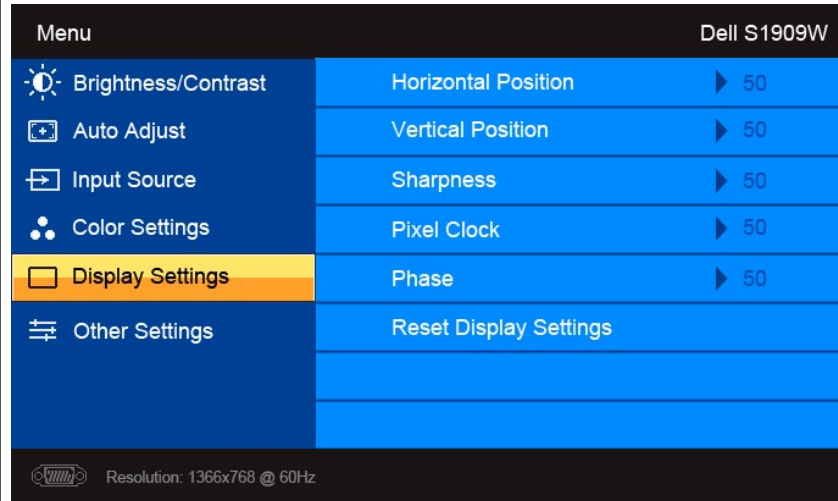 Menu Dell S1909W
Brightness/Contrast Horizontal Position 50
Auto Adjust Vertical Position 50
Input Source Sharpness 50
Color Settings Pixel Clock 50
Display Settings Phase 50
Other Settings Reset Display Settings
Resolution: 1366x768 @ 60Hz